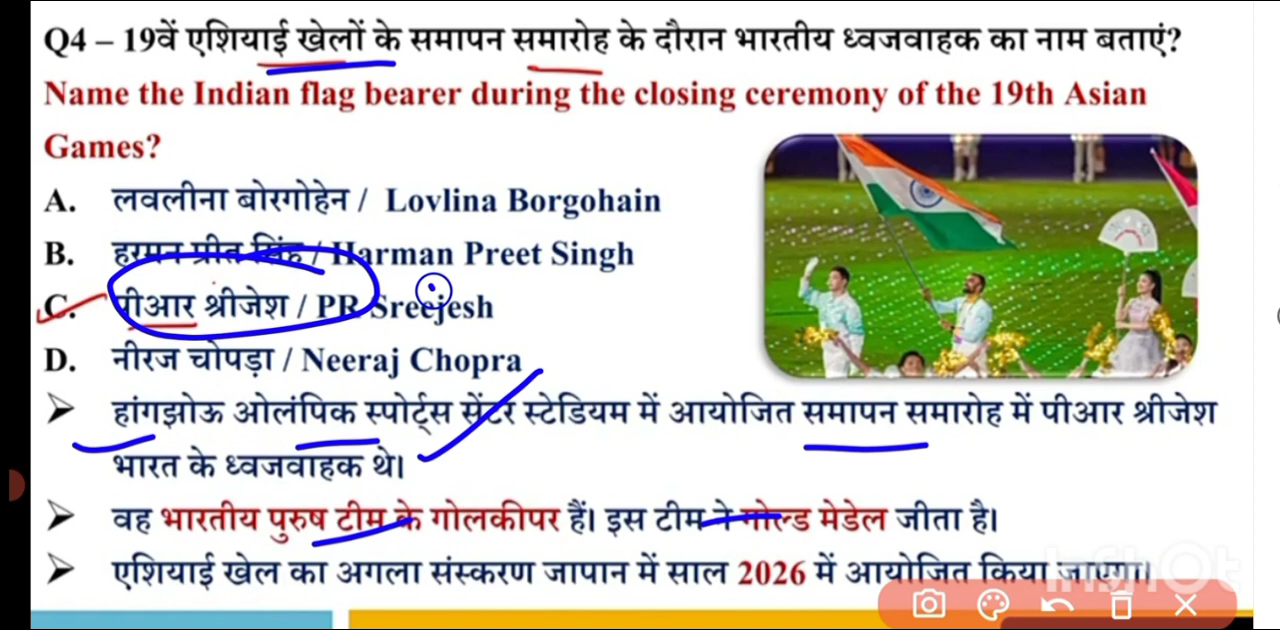 Q4 – 19वें एशियाई खेलों के समापन समारोह के दौरान भारतीय ध्वजवाहक का नाम बताएं?
Name the Indian flag bearer during the closing ceremony of the 19th Asian
Games?
A. लवलीना बोरगोहेन / Lovlina Borgohain
B. हरमन प्रीत सिंह / Harman Preet Singh
C. पीआर श्रीजेश / PR Sreejesh
D. नीरज चोपड़ा / Neeraj Chopra
➤ हांगझोऊ ओलंपिक स्पोर्ट्स सेंटर स्टेडियम में आयोजित समापन समारोह में पीआर श्रीजेश
भारत के ध्वजवाहक थे।
➤ वह भारतीय पुरुष टीम के गोलकीपर हैं। इस टीम ने गोल्ड मेडेल जीता है।
➤ एशियाई खेल का अगला संस्करण जापान में साल 2026 में आयोजित किया जाएगा।
InShOt